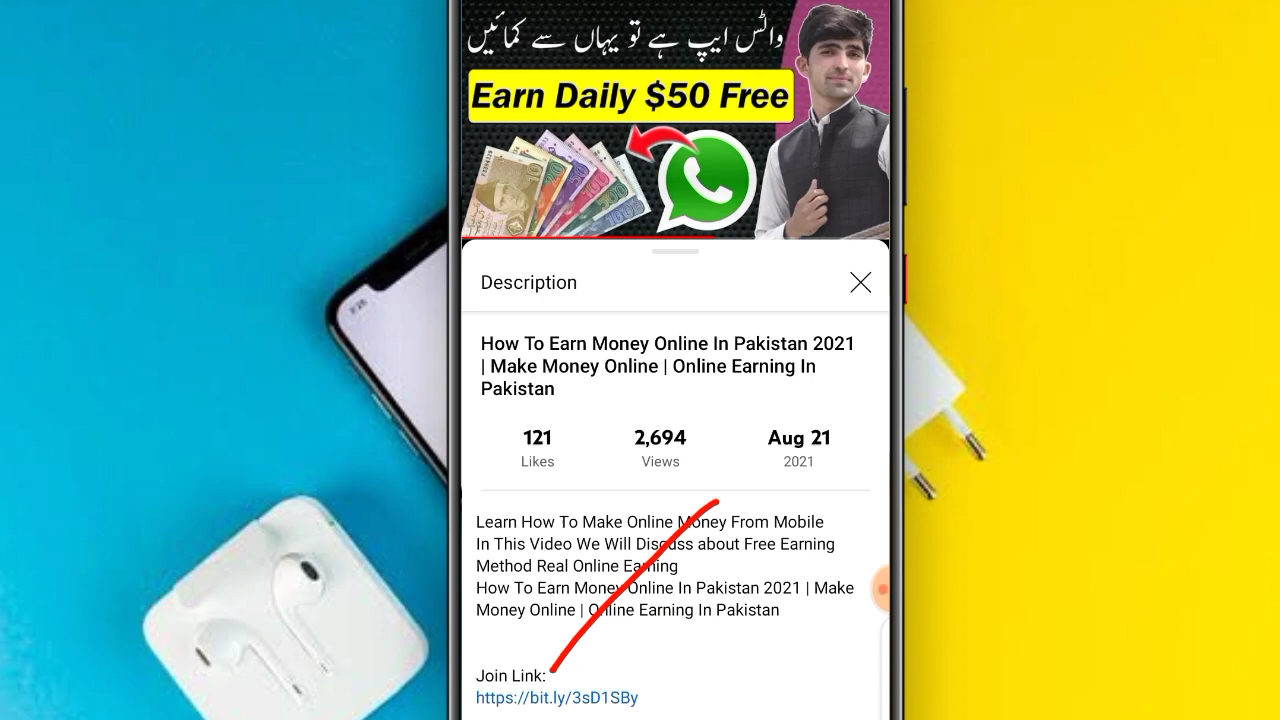 واٹس ایپ ہے تو یہاں سے کمائیں
Earn Daily $50 Free
Description
How To Earn Money Online In Pakistan 2021
| Make Money Online | Online Earning In
Pakistan
121
2,694
Aug 21
Likes
Views
2021
Learn How To Make Online Money From Mobile
In This Video We Will Discuss about Free Earning
Method Real Online Earning
How To Earn Money Online In Pakistan 2021 | Make
Money Online | Online Earning In Pakistan
Join Link:
https://bit.ly/3sD1SBy